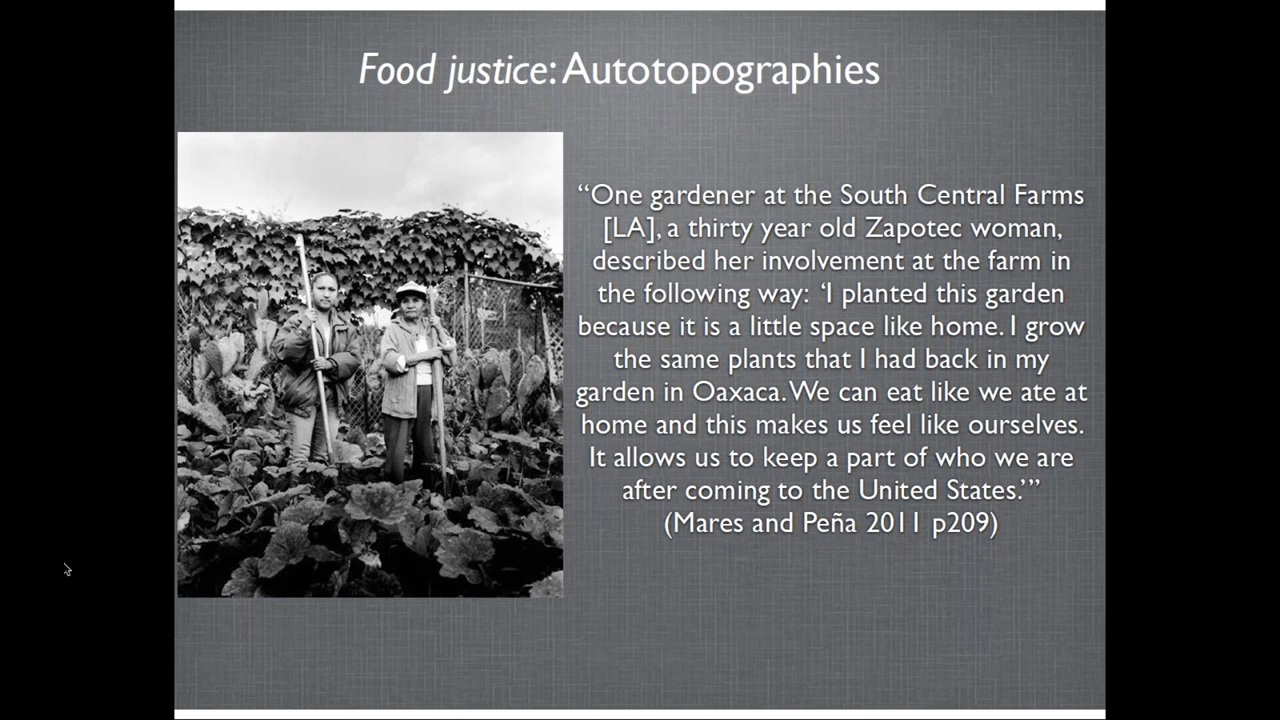 Food justice: Autotopographies
“One gardener at the South Central Farms
[LA], a thirty year old Zapotec woman,
described her involvement at the farm in
the following way:  ‘I planted this garden
because it is a little space like home. I grow
the same plants that I had back in my
garden in Oaxaca. We can eat like we ate at
home and this makes us feel like ourselves.
It allows us to keep a part of who we are
after coming to the United States.’”
(Mares and Peña 2011 p209)